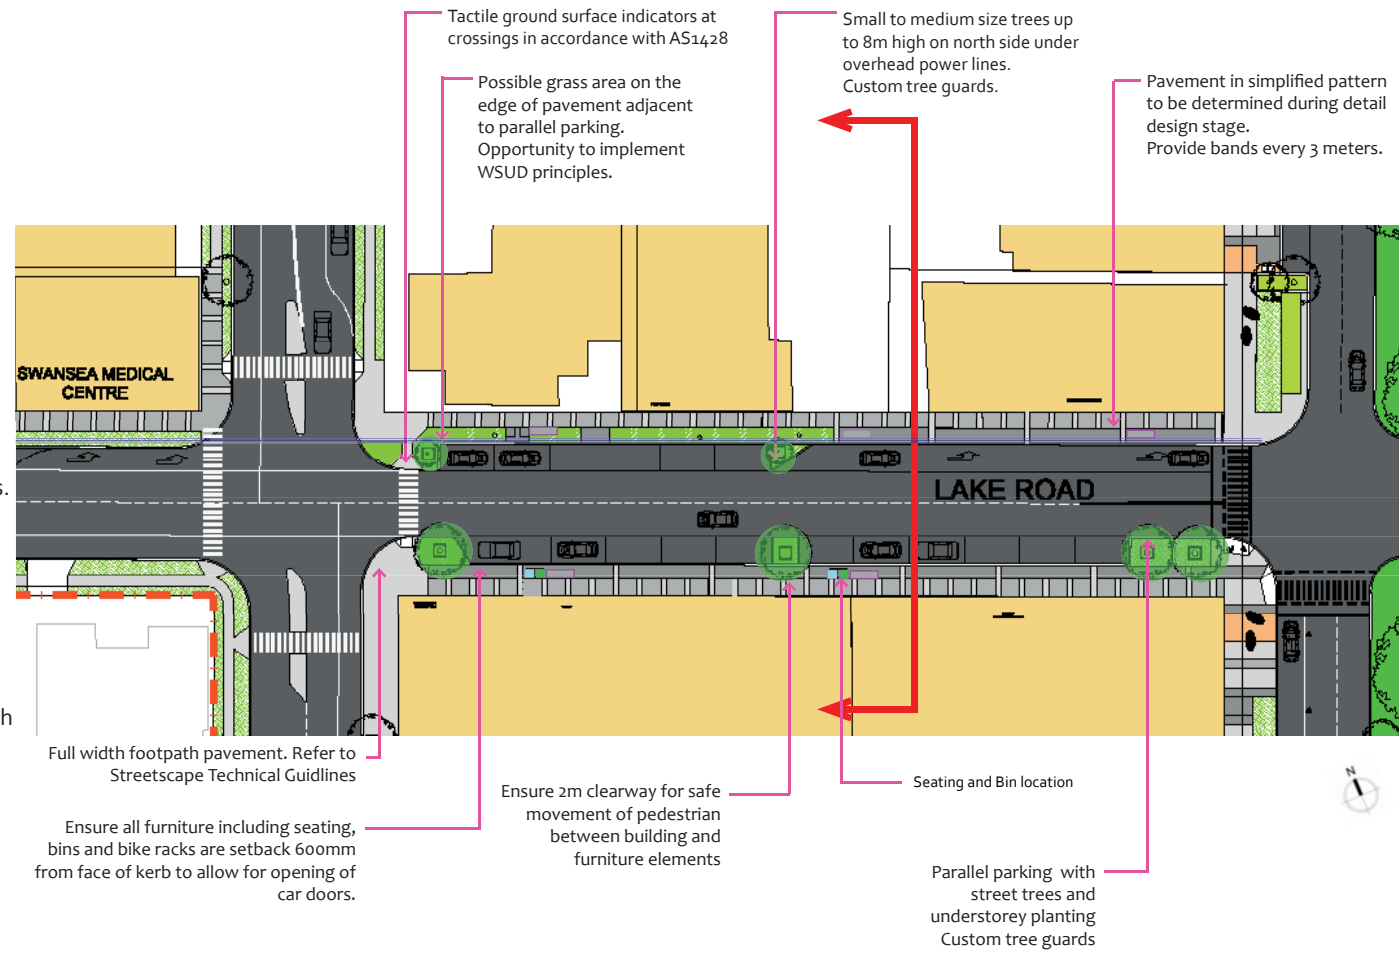 Tactile ground surface indicators at
crossings in accordance with AS1428
Small to medium size trees up
to 8m high on north side under
overhead power lines.
Custom tree guards.
Possible grass area on the
edge of pavement adjacent
to parallel parking.
Opportunity to implement
WSUD principles.
Pavement in simplified pattern
to be determined during detail
design stage.
Provide bands every 3 meters.
SWANSEA MEDICAL
CENTRE
s.
LAKE ROAD
h
Full width footpath pavement. Refer to
Streetscape Technical Guidlines
Ensure all furniture including seating,
bins and bike racks are setback 600mm
from face of kerb to allow for opening of
car doors.
Ensure 2m clearway for safe
movement of pedestrian
between building and
furniture elements
Seating and Bin location
N
Parallel parking with
street trees and
understorey planting
Custom tree guards